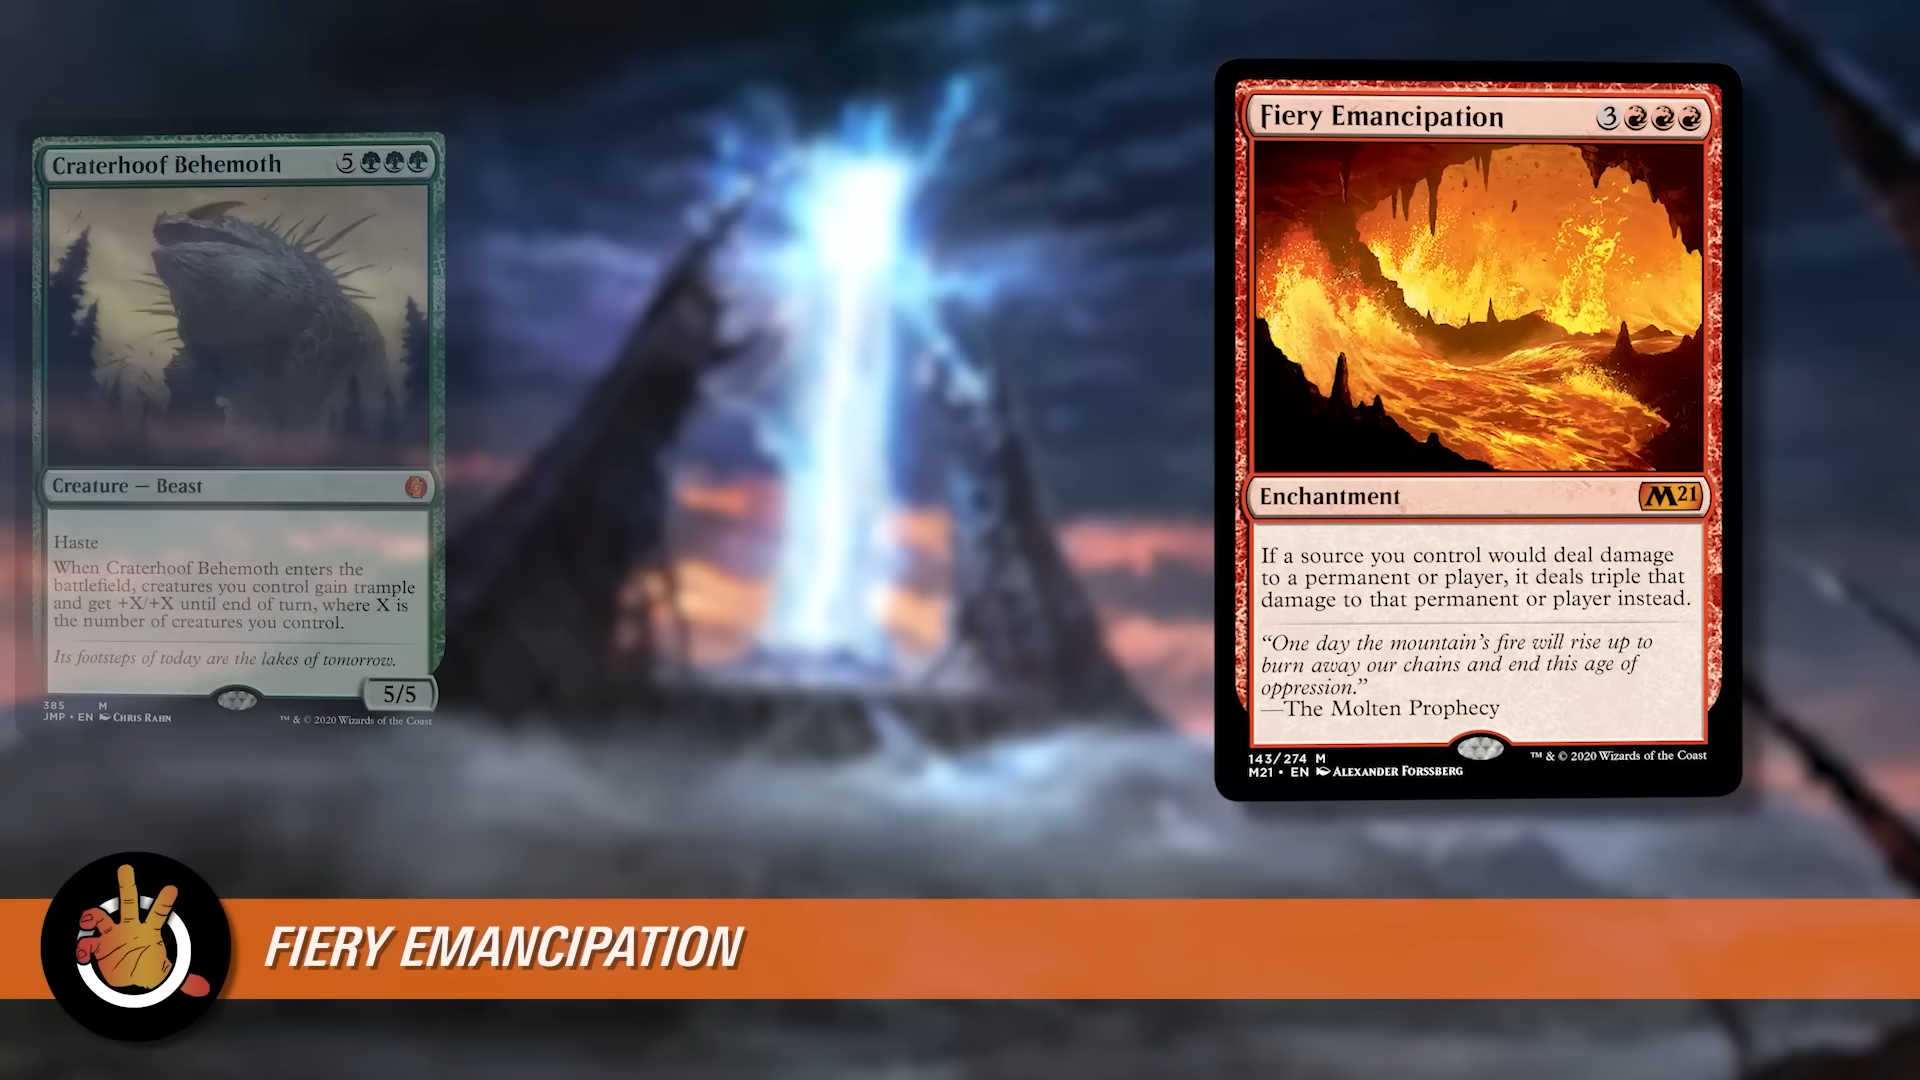 Craterhoof Behemoth
5
Creature — Beast
Haste
When Craterhoof Behemoth enters the
battlefield, creatures you control gain trample
and get +X/+X until end of turn, where X is
the number of creatures you control.
Its footsteps of today are the lakes of tomorrow.
5/5
385 M
JMP • EN Chris Rahn
™ & © 2020 Wizards of the Coast
Fiery Emancipation
3
Enchantment
M21
If a source you control would deal damage
to a permanent or player, it deals triple that
damage to that permanent or player instead.
“One day the mountain’s fire will rise up to
burn away our chains and end this age of
oppression.”
—The Molten Prophecy
143/274 M
M21 • EN Alexander Forssberg
™ & © 2020 Wizards of the Coast
FIERY EMANCIPATION